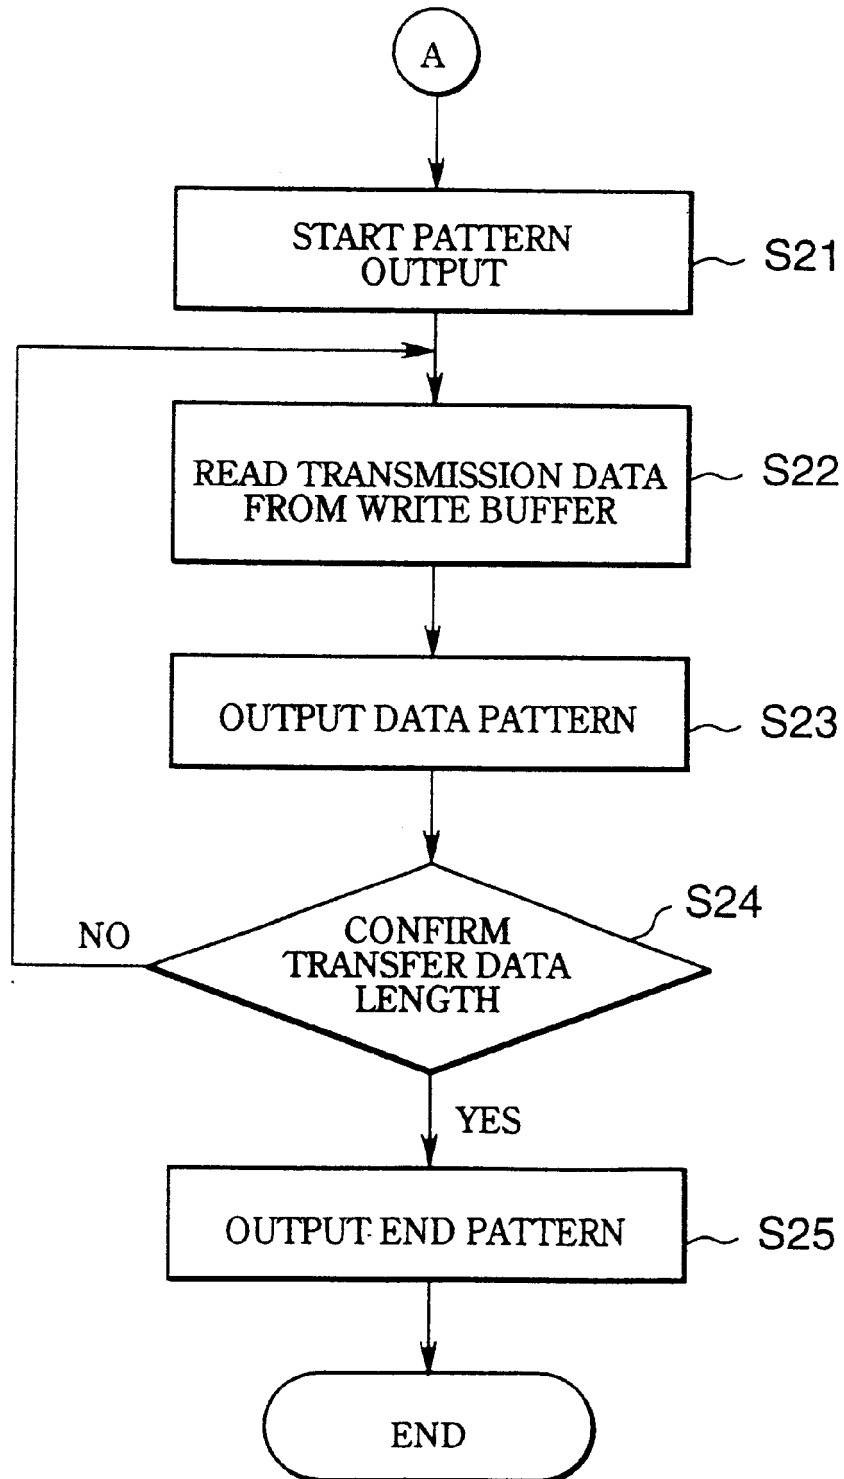 A
START PATTERN
OUTPUT
S21
READ TRANSMISSION DATA
FROM WRITE BUFFER
S22
OUTPUT DATA PATTERN
S23
S24
CONFIRM
TRANSFER DATA
LENGTH
NO
YES
OUTPUT END PATTERN
S25
END